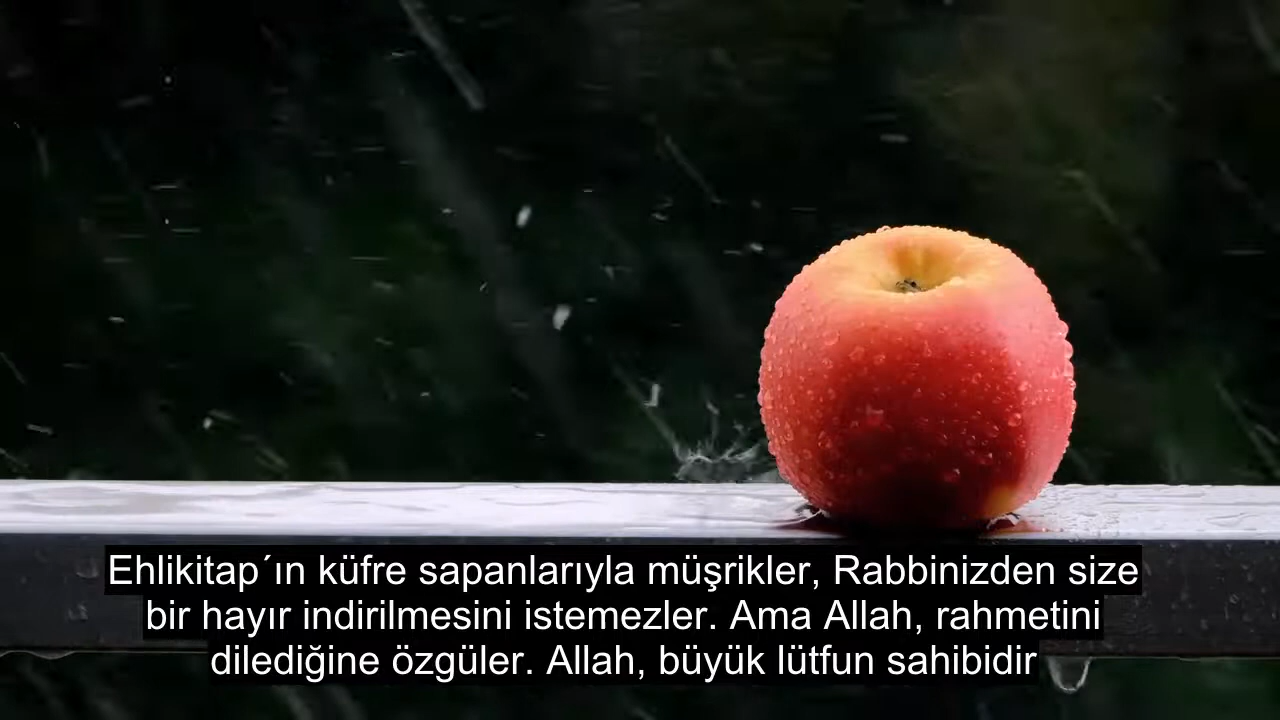 Ehlikitap´ın küfre sapanlarıyla müşrikler, Rabbinizden size
bir hayır indirilmesini istemezler. Ama Allah, rahmetini
dilediğine özgüler. Allah, büyük lütfun sahibidir